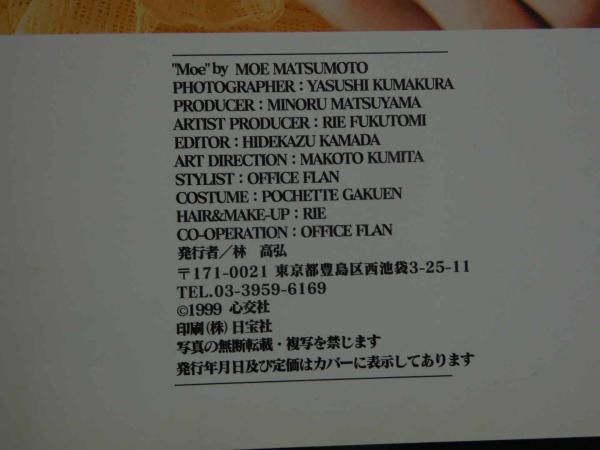 "Moe" by MOE MATSUMOTO
PHOTOGRAPHER：YASUSHI KUMAKURA
PRODUCER：MINORU MATSUYAMA
ARTIST PRODUCER：RIE FUKUTOMI
EDITOR：HIDEKAZU KAMADA
ART DIRECTION：MAKOTO KUMITA
STYLIST：OFFICE FLAN
COSTUME：POCHETTE GAKUEN
HAIR&MAKE-UP：RIE
CO-OPERATION：OFFICE FLAN
発行者／林　高弘
〒171-0021 東京都豊島区西池袋3-25-11
TEL.03-3959-6169
©1999 心交社
印刷(株)日宝社
写真の無断転載・複写を禁じます
発行年月日及び定価はカバーに表示してあります